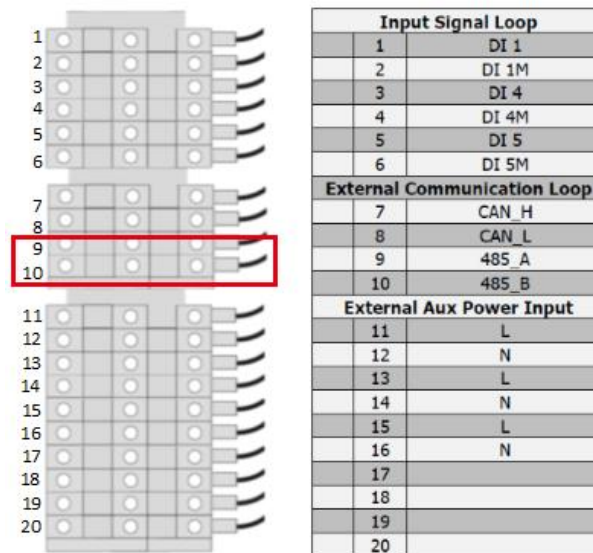 1
2
3
4
5
6
7
8
9
10
11
12
13
14
15
16
17
18
19
20
Input Signal Loop
1 DI 1
2 DI 1M
3 DI 4
4 DI 4M
5 DI 5
6 DI 5M
External Communication Loop
7 CAN_H
8 CAN_L
9 485_A
10 485_B
External Aux Power Input
11 L
12 N
13 L
14 N
15 L
16 N
17
18
19
20